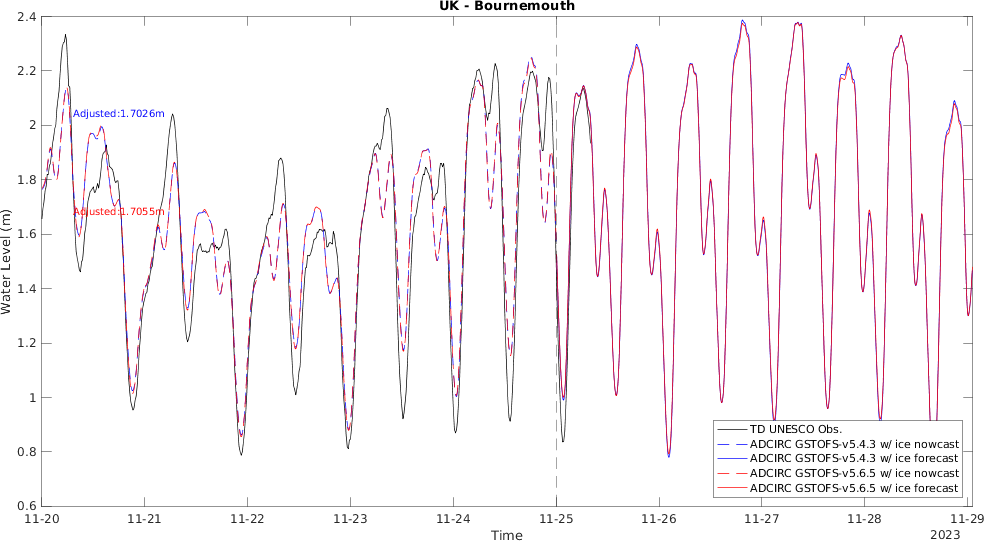 UK - Bournemouth
2.4
2.2
2
1.8
1.6
1.4
1.2
1
0.8
0.6
Water Level (m)
Adjusted:1.7026m
Adjusted:1.7055m
TD UNESCO Obs.
ADCIRC GSTOFS-v5.4.3 w/ ice nowcast
ADCIRC GSTOFS-v5.4.3 w/ ice forecast
ADCIRC GSTOFS-v5.6.5 w/ ice nowcast
ADCIRC GSTOFS-v5.6.5 w/ ice forecast
11-20 11-21 11-22 11-23 11-24 11-25 11-26 11-27 11-28 11-29
2023
Time